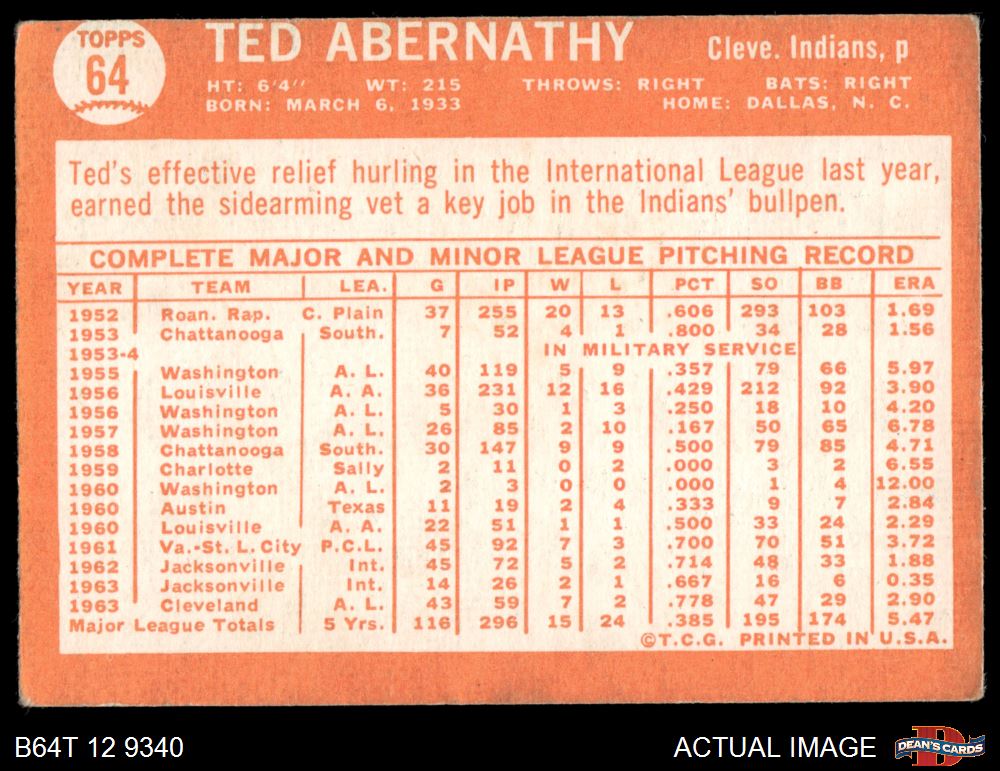 TOPPS
64
TED ABERNATHY
Cleve. Indians, p
HT: 6'4" WT: 215 THROWS: RIGHT BATS: RIGHT
BORN: MARCH 6, 1933 HOME: DALLAS, N. C.
Ted's effective relief hurling in the International League last year,
earned the sidearming vet a key job in the Indians' bullpen.
COMPLETE MAJOR AND MINOR LEAGUE PITCHING RECORD
YEAR TEAM LEA. G IP W L PCT SO BB ERA
1952 Roan. Rap. C. Plain 37 255 20 13 .606 293 103 1.69
1953 Chattanooga South. 7 52 4 1 .800 34 28 1.56
1953-4 IN MILITARY SERVICE
1955 Washington A. L. 40 119 5 9 .357 79 66 5.97
1956 Louisville A. A. 36 231 12 16 .429 212 92 3.90
1956 Washington A. L. 5 30 1 3 .250 18 10 4.20
1957 Washington A. L. 26 85 2 10 .167 50 65 6.78
1958 Chattanooga South. 30 147 9 9 .500 79 85 4.71
1959 Charlotte Sally 2 11 0 2 .000 3 2 6.55
1960 Washington A. L. 2 3 0 0 .000 1 4 12.00
1960 Austin Texas 11 19 2 4 .333 9 7 2.84
1960 Louisville A. A. 22 51 1 1 .500 33 24 2.29
1961 Va.-St. L. City P.C.L. 45 92 7 3 .700 70 51 3.72
1962 Jacksonville Int. 45 72 5 2 .714 48 33 1.88
1963 Jacksonville Int. 14 26 2 1 .667 16 6 0.35
1963 Cleveland A. L. 43 59 7 2 .778 47 29 2.90
Major League Totals 5 Yrs. 116 296 15 24 .385 195 174 5.47
©T.C.G. PRINTED IN U.S.A.
B64T 12 9340
ACTUAL IMAGE
DEAN'S CARDS